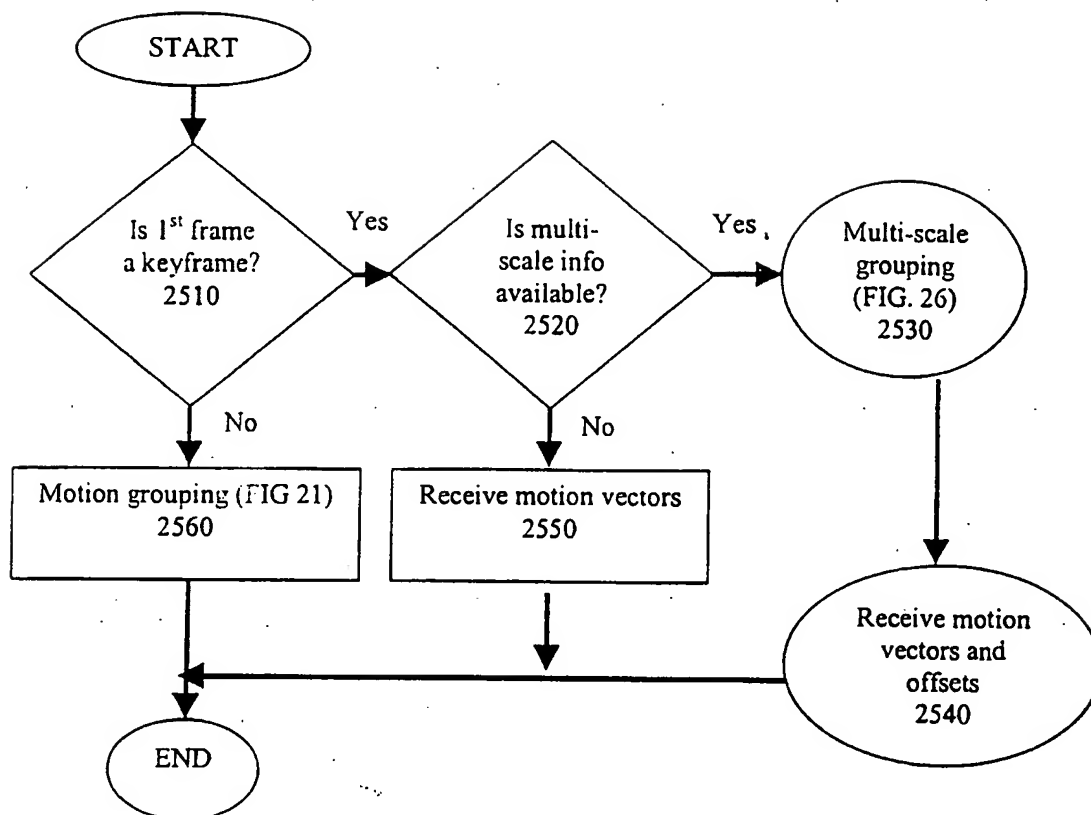 START
Is 1st frame
a keyframe?
2510
Yes
Is multi-
scale info
available?
2520
Yes
Multi-scale
grouping
(FIG. 26)
2530
No
No
Motion grouping (FIG 21)
2560
Receive motion vectors
2550
Receive motion
vectors and
offsets
2540
END